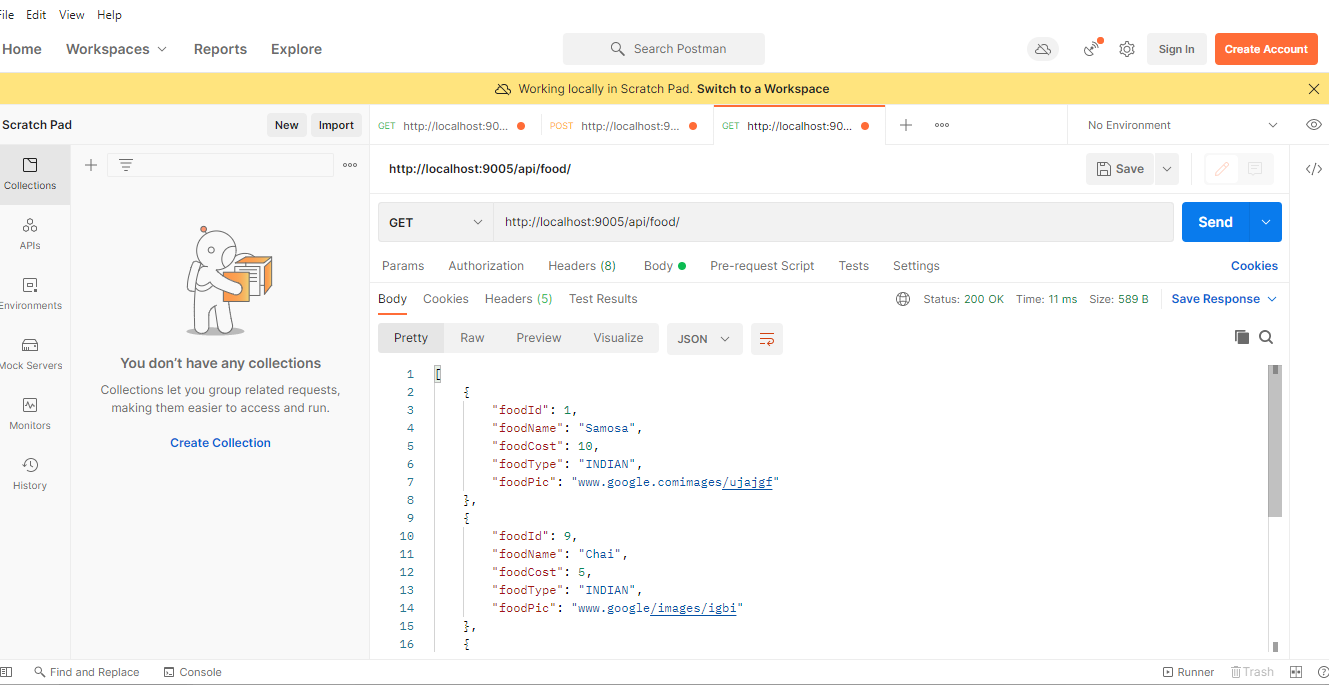 File Edit View Help
Home Workspaces Reports Explore Search Postman Sign In Create Account
Working locally in Scratch Pad. Switch to a Workspace
Scratch Pad New Import GET http://localhost:90... POST http://localhost:9... GET http://localhost:90... No Environment
http://localhost:9005/api/food/ Save
Collections
GET http://localhost:9005/api/food/ Send
APIs
Params Authorization Headers (8) Body Pre-request Script Tests Settings Cookies
Environments
Body Cookies Headers (5) Test Results Status: 200 OK Time: 11 ms Size: 589 B Save Response
Pretty Raw Preview Visualize JSON
Mock Servers
You don't have any collections
Collections let you group related requests,
making them easier to access and run.
Create Collection
Monitors
History
1 [
2 {
3 "foodId": 1,
4 "foodName": "Samosa",
5 "foodCost": 10,
6 "foodType": "INDIAN",
7 "foodPic": "www.google.comimages/ujajgf"
8 },
9 {
10 "foodId": 9,
11 "foodName": "Chai",
12 "foodCost": 5,
13 "foodType": "INDIAN",
14 "foodPic": "www.google/images/igbi"
15 },
16 {
Find and Replace Console Runner Trash